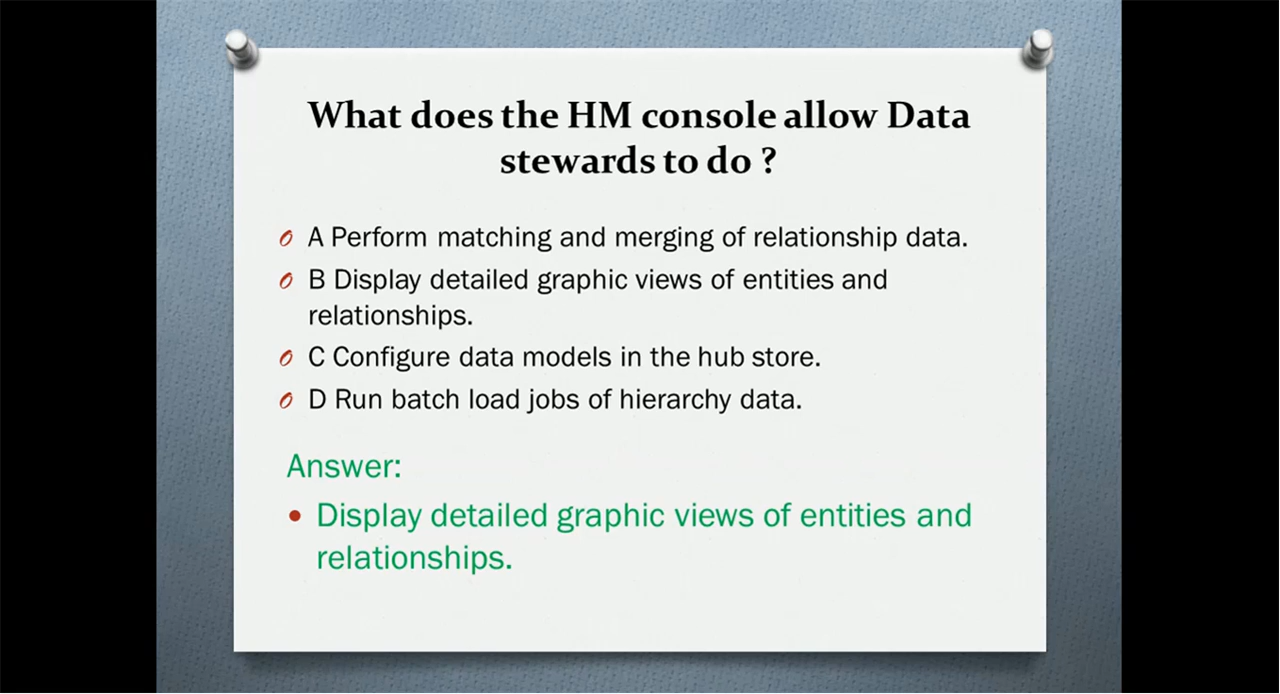 What does the HM console allow Data
stewards to do ?
A Perform matching and merging of relationship data.
B Display detailed graphic views of entities and
relationships.
C Configure data models in the hub store.
D Run batch load jobs of hierarchy data.
Answer:
• Display detailed graphic views of entities and
relationships.